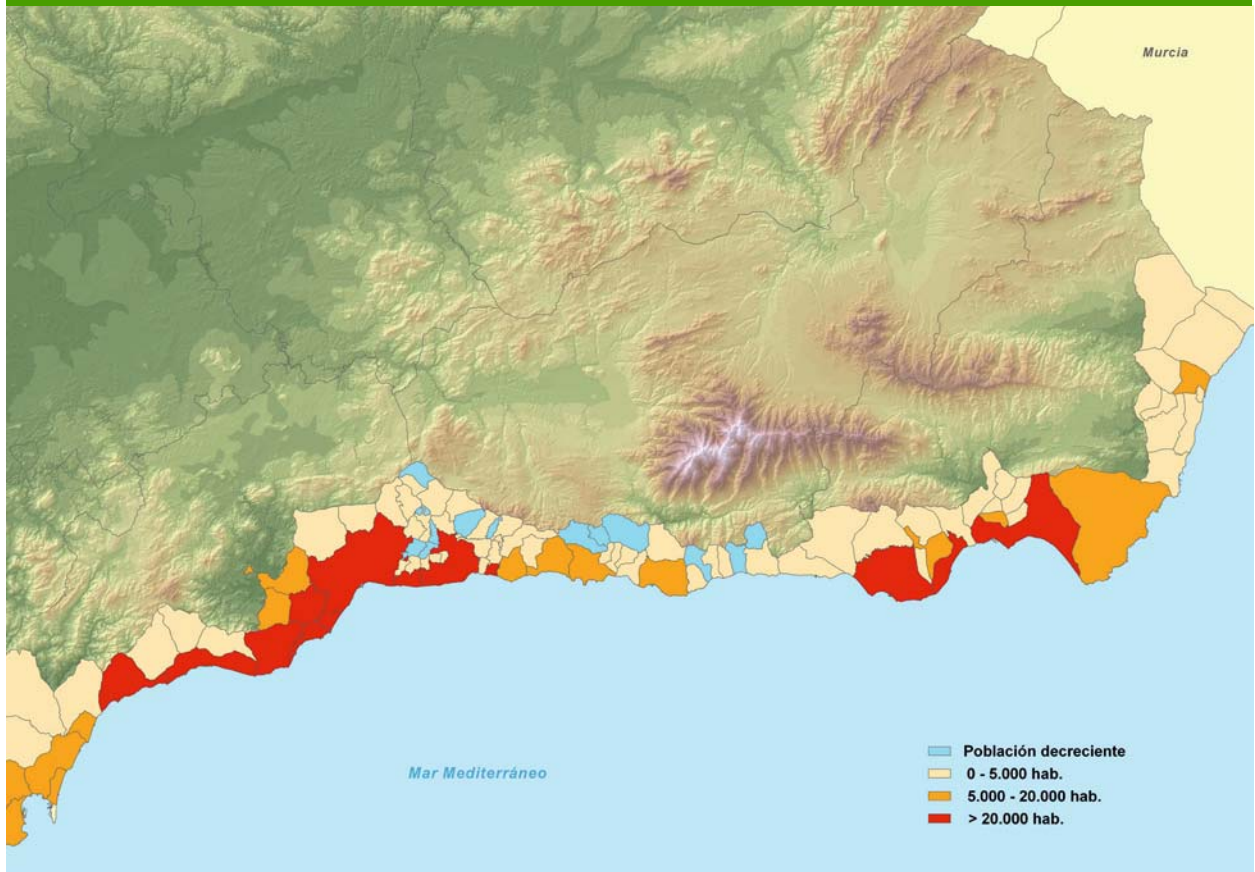 Murcia
Mar Mediterráneo
Población decreciente
0 - 5.000 hab.
5.000 - 20.000 hab.
> 20.000 hab.